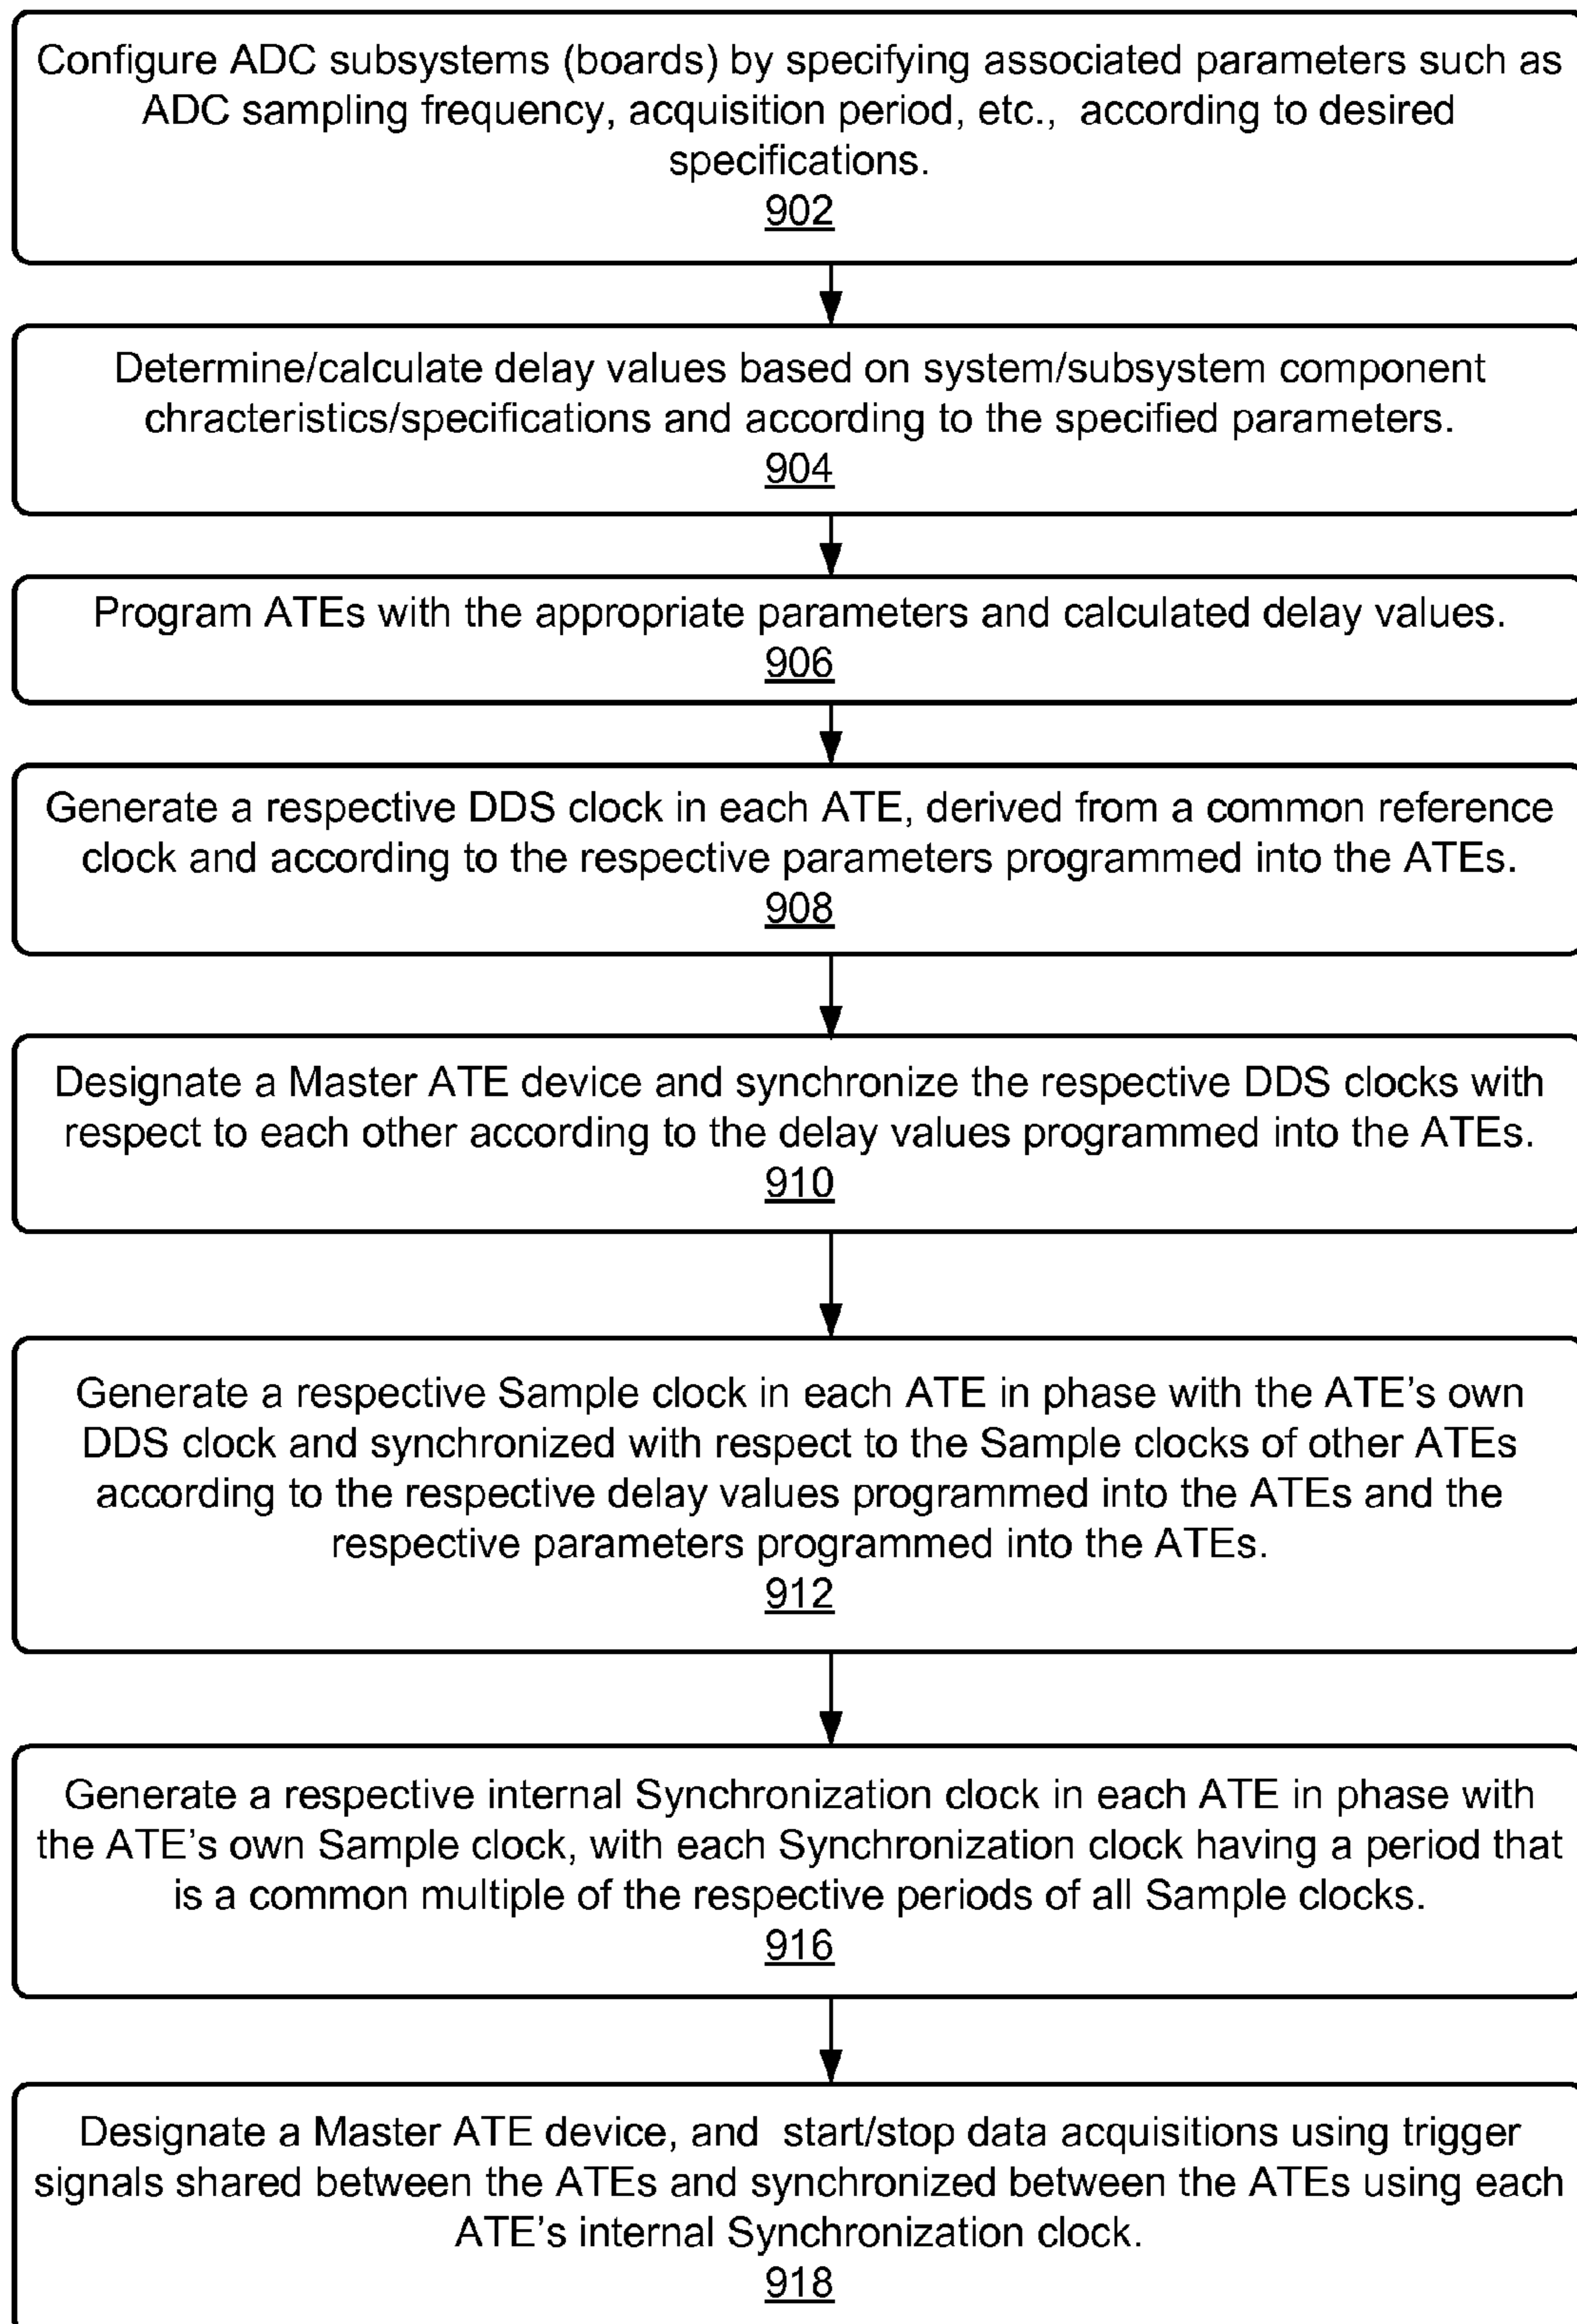 Configure ADC subsystems (boards) by specifying associated parameters such as
ADC sampling frequency, acquisition period, etc., according to desired
specifications.
902
Determine/calculate delay values based on system/subsystem component
chracteristics/specifications and according to the specified parameters.
904
Program ATEs with the appropriate parameters and calculated delay values.
906
Generate a respective DDS clock in each ATE, derived from a common reference
clock and according to the respective parameters programmed into the ATEs.
908
Designate a Master ATE device and synchronize the respective DDS clocks with
respect to each other according to the delay values programmed into the ATEs.
910
Generate a respective Sample clock in each ATE in phase with the ATE's own
DDS clock and synchronized with respect to the Sample clocks of other ATEs
according to the respective delay values programmed into the ATEs and the
respective parameters programmed into the ATEs.
912
Generate a respective internal Synchronization clock in each ATE in phase with
the ATE's own Sample clock, with each Synchronization clock having a period that
is a common multiple of the respective periods of all Sample clocks.
916
Designate a Master ATE device, and start/stop data acquisitions using trigger
signals shared between the ATEs and synchronized between the ATEs using each
ATE's internal Synchronization clock.
918